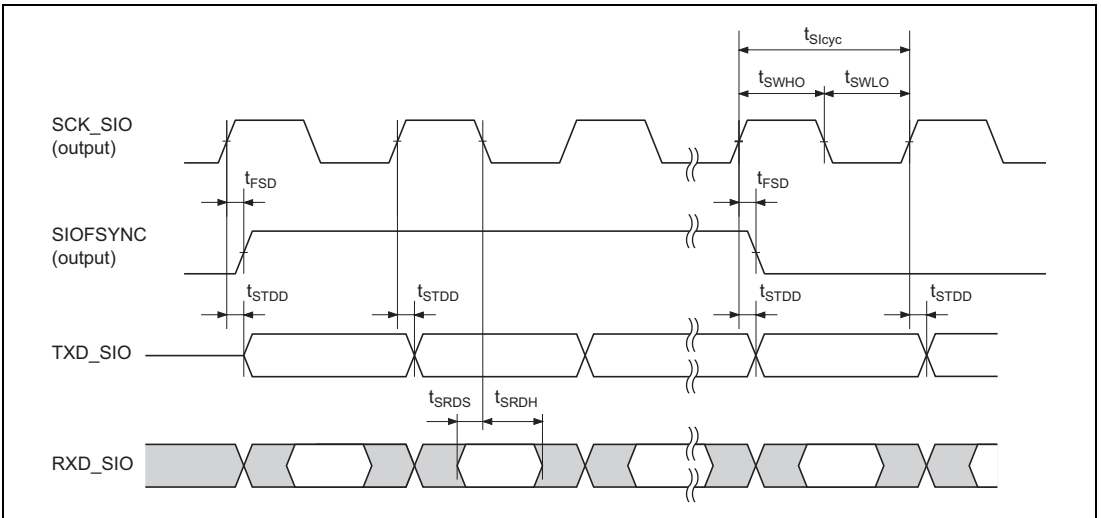 tSIcyc
tSWHO tSWLO
SCK_SIO
(output)
tFSD tFSD
SIOFSYNC
(output)
tSTDD tSTDD tSTDD tSTDD
TXD_SIO
tSRDS tSRDH
RXD_SIO